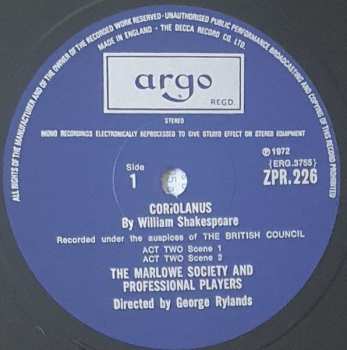 ALL RIGHTS OF THE MANUFACTURER AND OF THE OWNER OF THE RECORDED WORK RESERVED - UNAUTHORISED PUBLIC PERFORMANCE BROADCASTING AND COPYING OF THIS RECORD PROHIBITED
MADE IN ENGLAND - THE DECCA RECORD CO. LTD.
argo
REGD.
STEREO
MONO RECORDINGS ELECTRONICALLY REPROCESSED TO GIVE STEREO EFFECT ON STEREO EQUIPMENT
Side
1
℗ 1972
(ERG.3755)
ZPR.226
CORIOLANUS
By William Shakespeare
Recorded under the auspices of THE BRITISH COUNCIL
ACT TWO Scene 1
ACT TWO Scene 2
THE MARLOWE SOCIETY AND
PROFESSIONAL PLAYERS
Directed by George Rylands